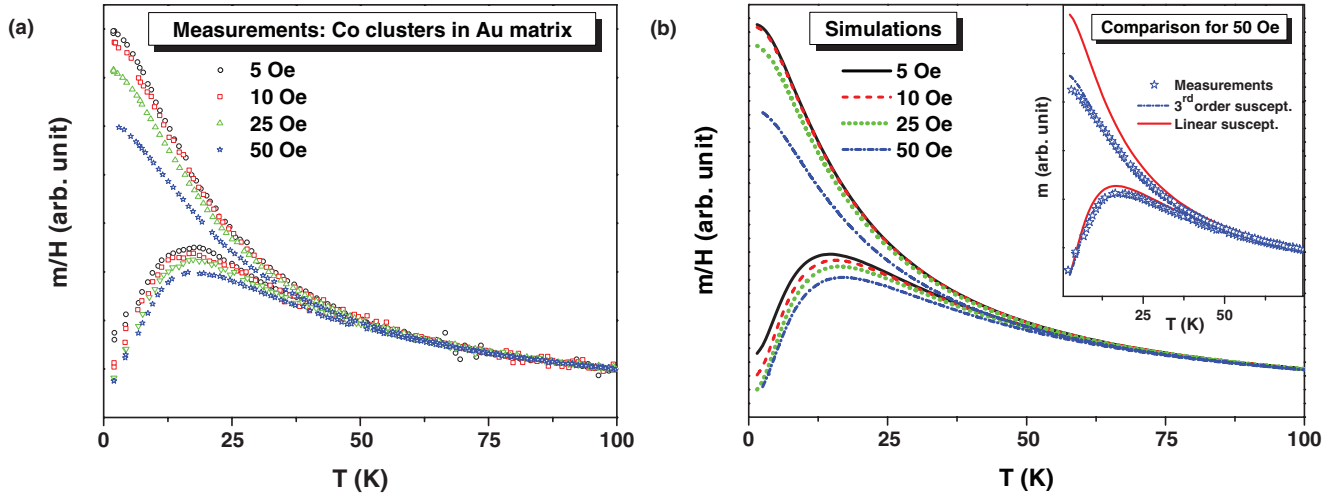 (a)
Measurements: Co clusters in Au matrix
5 Oe
10 Oe
25 Oe
50 Oe
m/H (arb. unit)
0 25 50 75 100
T (K)
(b)
Simulations
5 Oe
10 Oe
25 Oe
50 Oe
m/H (arb. unit)
0 25 50 75 100
T (K)
Comparison for 50 Oe
Measurements
3rd order suscept.
Linear suscept.
m (arb. unit)
25 50
T (K)